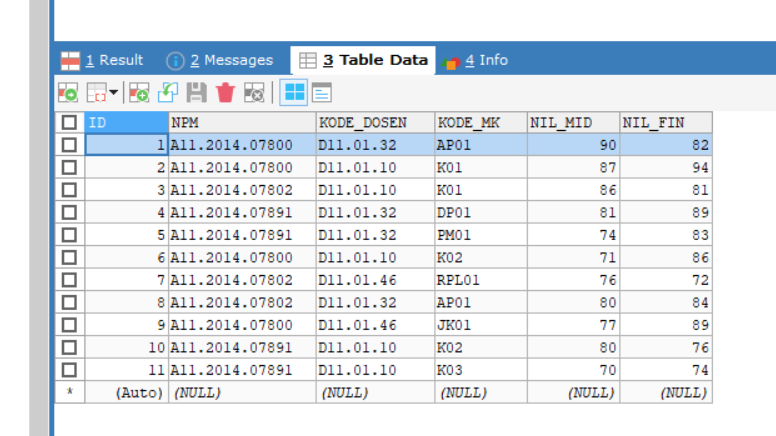 1 Result 2 Messages 3 Table Data 4 Info
ID NPM KODE_DOSEN KODE_MK NIL_MID NIL_FIN
1 A11.2014.07800 D11.01.32 AP01 90 82
2 A11.2014.07800 D11.01.10 K01 87 94
3 A11.2014.07802 D11.01.10 K01 86 81
4 A11.2014.07891 D11.01.32 DP01 81 89
5 A11.2014.07891 D11.01.32 PM01 74 83
6 A11.2014.07800 D11.01.10 K02 71 86
7 A11.2014.07802 D11.01.46 RPL01 76 72
8 A11.2014.07802 D11.01.32 AP01 80 84
9 A11.2014.07800 D11.01.46 JK01 77 89
10 A11.2014.07891 D11.01.10 K02 80 76
11 A11.2014.07891 D11.01.10 K03 70 74
* (Auto) (NULL) (NULL) (NULL) (NULL) (NULL)